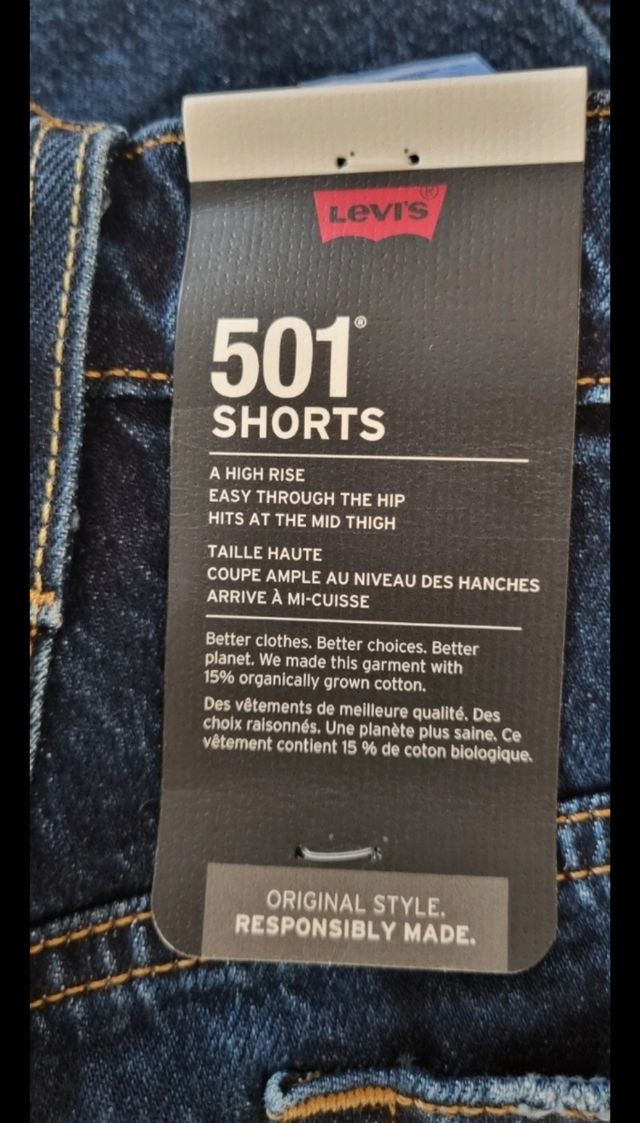 Levi's®
501®
SHORTS
A HIGH RISE
EASY THROUGH THE HIP
HITS AT THE MID THIGH
TAILLE HAUTE
COUPE AMPLE AU NIVEAU DES HANCHES
ARRIVE À MI-CUISSE
Better clothes. Better choices. Better
planet. We made this garment with
15% organically grown cotton.
Des vêtements de meilleure qualité. Des
choix raisonnés. Une planète plus saine. Ce
vêtement contient 15 % de coton biologique.
ORIGINAL STYLE.
RESPONSIBLY MADE.